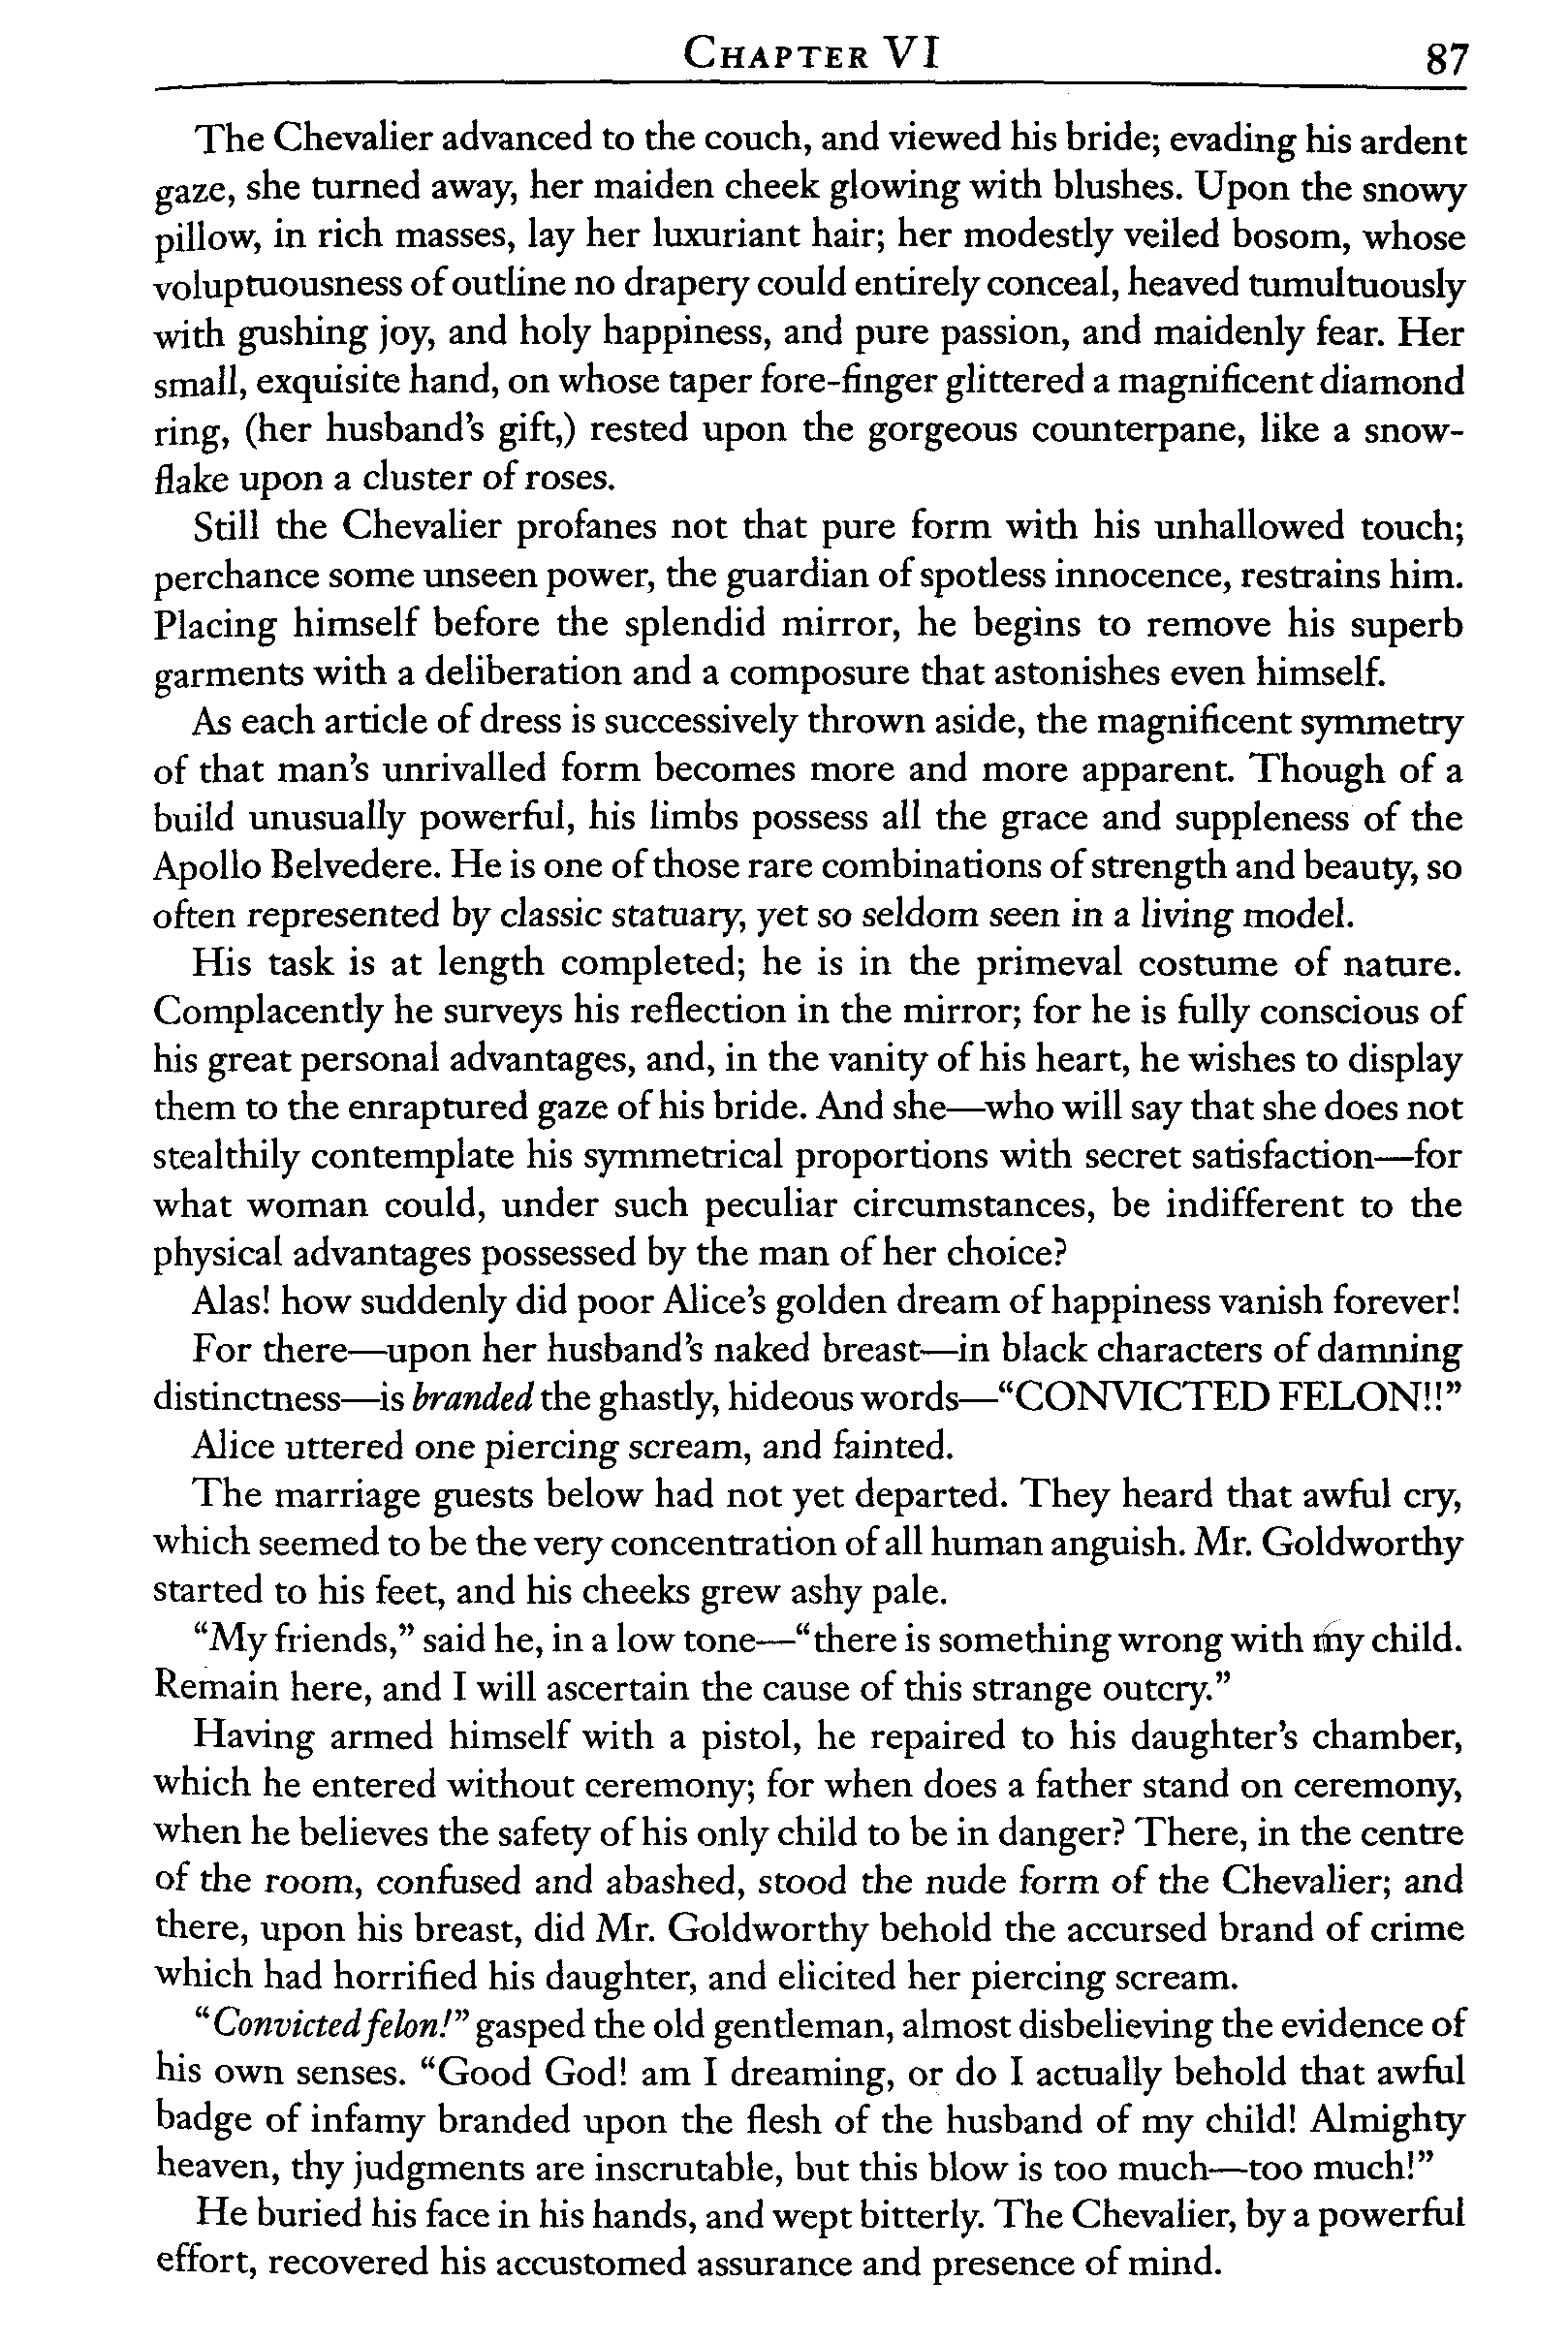 CHAPTER VI 87
The Chevalier advanced to the couch, and viewed his bride; evading his ardent
gaze, she turned away, her maiden cheek glowing with blushes. Upon the snowy
pillow, in rich masses, lay her luxuriant hair; her modestly veiled bosom, whose
voluptuousness of outline no drapery could entirely conceal, heaved tumultuously
with gushing joy, and holy happiness, and pure passion, and maidenly fear. Her
small, exquisite hand, on whose taper fore-finger glittered a magnificent diamond
ring, (her husband's gift,) rested upon the gorgeous counterpane, like a snow-
flake upon a cluster of roses.
Still the Chevalier profanes not that pure form with his unhallowed touch;
perchance some unseen power, the guardian of spotless innocence, restrains him.
Placing himself before the splendid mirror, he begins to remove his superb
garments with a deliberation and a composure that astonishes even himself.
As each article of dress is successively thrown aside, the magnificent symmetry
of that man's unrivalled form becomes more and more apparent. Though of a
build unusually powerful, his limbs possess all the grace and suppleness of the
Apollo Belvedere. He is one of those rare combinations of strength and beauty, so
often represented by classic statuary, yet so seldom seen in a living model.
His task is at length completed; he is in the primeval costume of nature.
Complacently he surveys his reflection in the mirror; for he is fully conscious of
his great personal advantages, and, in the vanity of his heart, he wishes to display
them to the enraptured gaze of his bride. And she—who will say that she does not
stealthily contemplate his symmetrical proportions with secret satisfaction—for
what woman could, under such peculiar circumstances, be indifferent to the
physical advantages possessed by the man of her choice?
Alas! how suddenly did poor Alice's golden dream of happiness vanish forever!
For there—upon her husband's naked breast—in black characters of damning
distinctness—is branded the ghastly, hideous words—“CONVICTED FELON!!”
Alice uttered one piercing scream, and fainted.
The marriage guests below had not yet departed. They heard that awful cry,
which seemed to be the very concentration of all human anguish. Mr. Goldworthy
started to his feet, and his cheeks grew ashy pale.
“My friends,” said he, in a low tone—“there is something wrong with my child.
Remain here, and I will ascertain the cause of this strange outcry.”
Having armed himself with a pistol, he repaired to his daughter's chamber,
which he entered without ceremony; for when does a father stand on ceremony,
when he believes the safety of his only child to be in danger? There, in the centre
of the room, confused and abashed, stood the nude form of the Chevalier; and
there, upon his breast, did Mr. Goldworthy behold the accursed brand of crime
which had horrified his daughter, and elicited her piercing scream.
“Convicted felon!” gasped the old gentleman, almost disbelieving the evidence of
his own senses. “Good God! am I dreaming, or do I actually behold that awful
badge of infamy branded upon the flesh of the husband of my child! Almighty
heaven, thy judgments are inscrutable, but this blow is too much—too much!”
He buried his face in his hands, and wept bitterly. The Chevalier, by a powerful
effort, recovered his accustomed assurance and presence of mind.